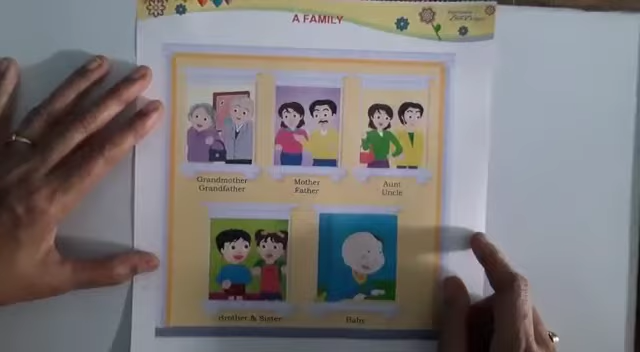 A FAMILY
Grandmother
Grandfather
Mother
Father
Aunt
Uncle
Brother & Sister
Baby